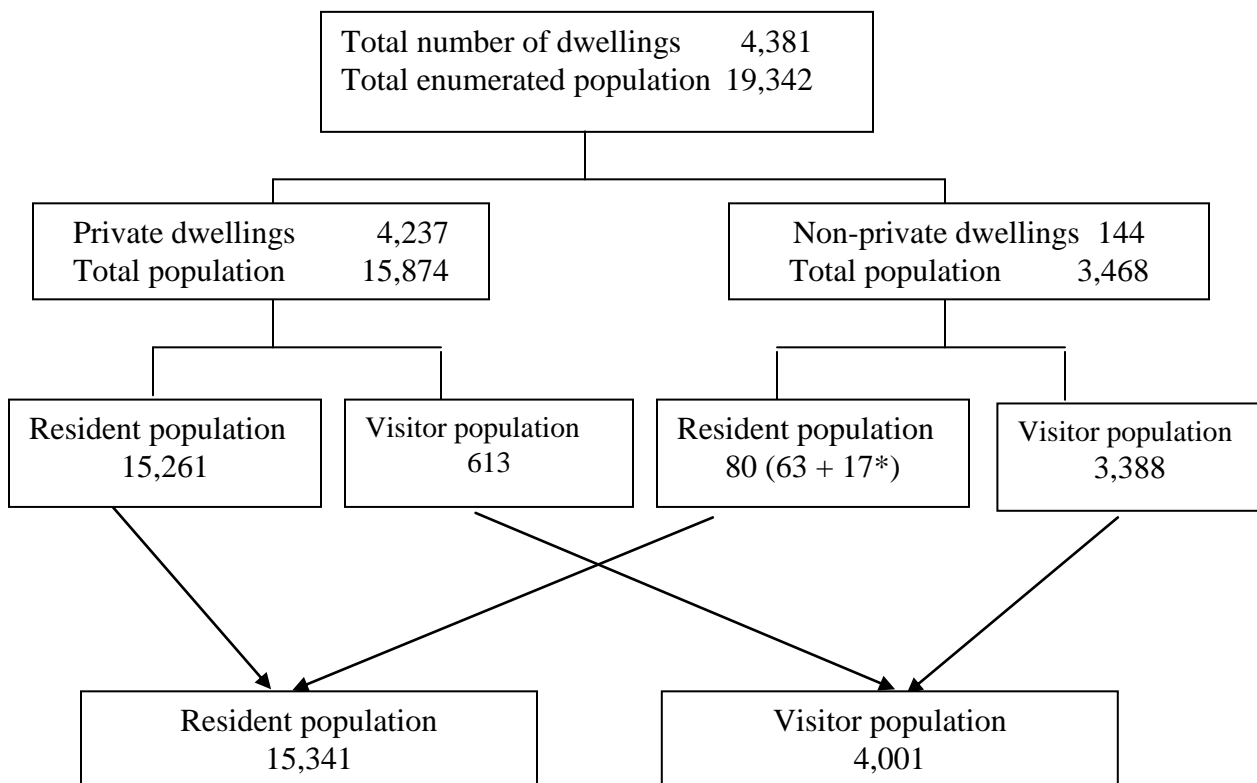 Total number of dwellings 4,381
Total enumerated population 19,342
Private dwellings 4,237
Total population 15,874
Non-private dwellings 144
Total population 3,468
Resident population
15,261
Visitor population
613
Resident population
80 (63 + 17*)
Visitor population
3,388
Resident population
15,341
Visitor population
4,001